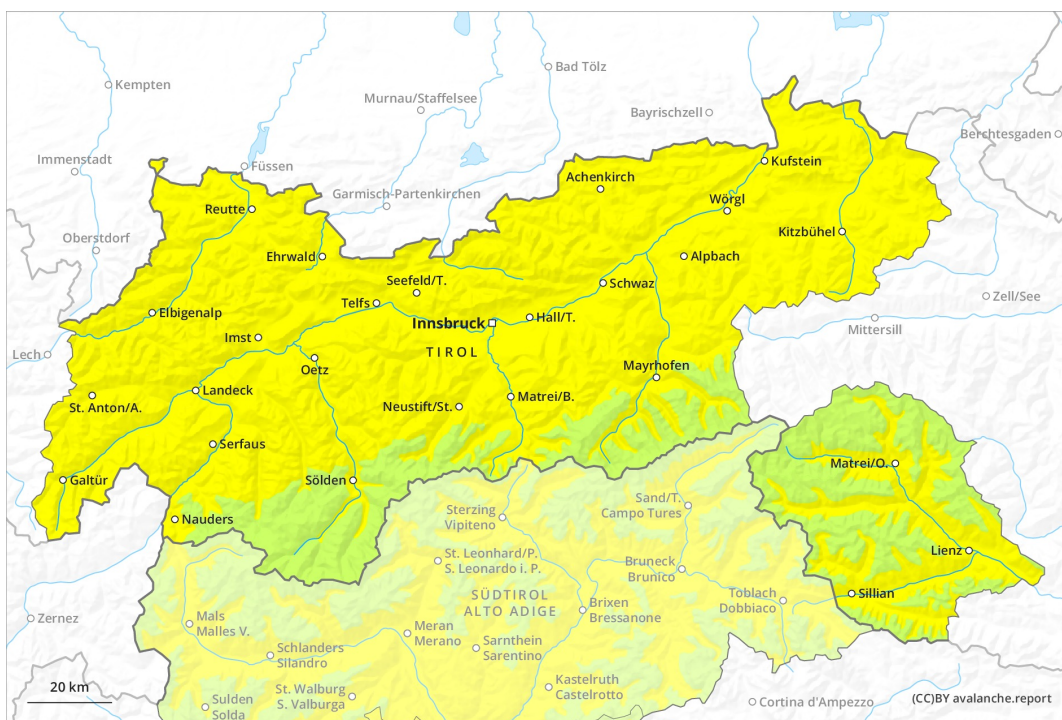 Kempten
Bad Tölz
Murnau/Staffelsee
Bayrischzell
Berchtesgaden
Immenstadt
Füssen
Kufstein
Achenkirch
Garmisch-Partenkirchen
Wörgl
Reutte
Kitzbühel
Oberstdorf
Ehrwald
Alpbach
Seefeld/T.
Schwaz
Zell/See
Telfs
Elbigenalp
Hall/T.
Innsbruck
Mittersill
Imst
Lech
TIROL
Oetz
Mayrhofen
Landeck
St. Anton/A.
Neustift/St.
Matrei/B.
Serfaus
Matrei/O.
Galtür
Sölden
Sand/T.
Campo Tures
Nauders
Sterzing
Vipiteno
Lienz
St. Leonhard/P.
S. Leonardo i. P.
Bruneck
Brunico
SÜDTIROL
ALTO ADIGE
Toblach
Dobbiaco
Sillian
Brixen
Bressanone
Zernez
Mals
Malles V.
Meran
Merano
Schlanders
Silandro
Sarnthein
Sarentino
20 km
St. Walburg
S. Valburga
Kastelruth
Castelrotto
Sulden
Solda
Cortina d'Ampezzo
(CC)BY avalanche.report